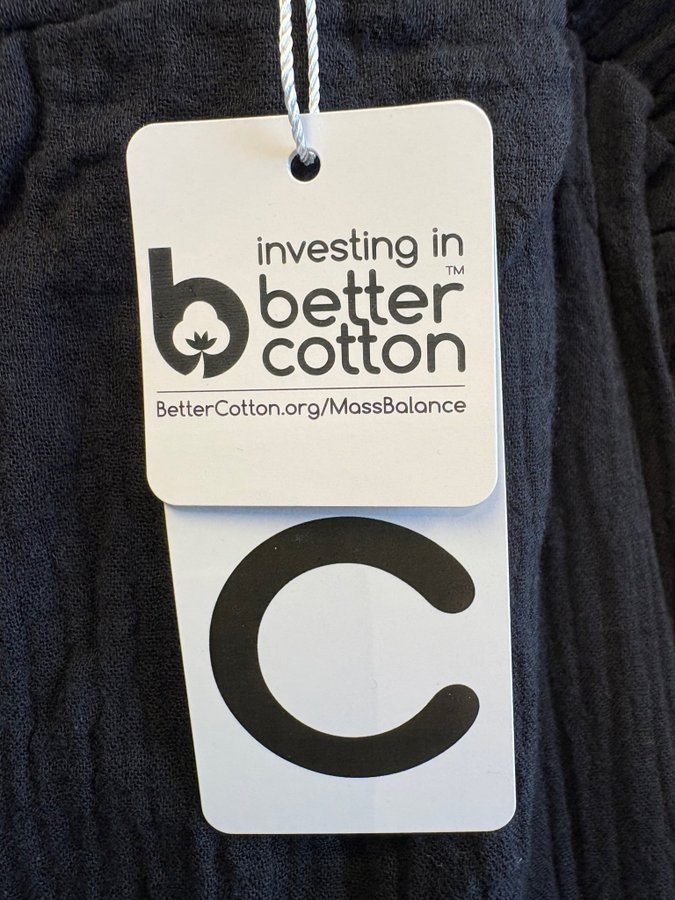 investing in
better™
cotton
BetterCotton.org/MassBalance
C